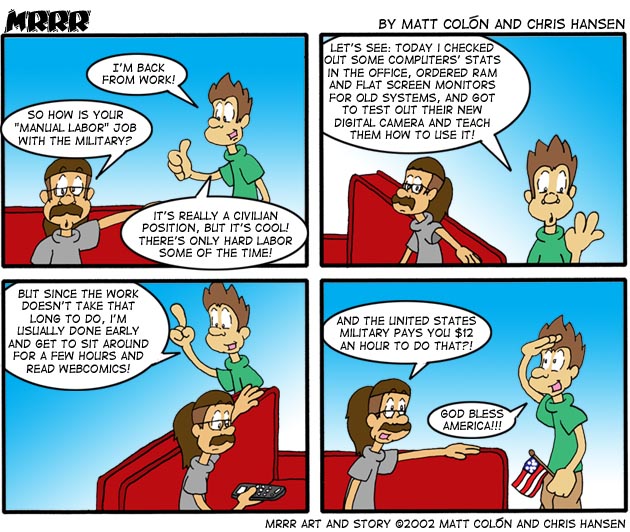 MRRR
BY MATT COLÓN AND CHRIS HANSEN
I'M BACK
FROM WORK!
SO HOW IS YOUR
"MANUAL LABOR" JOB
WITH THE MILITARY?
IT'S REALLY A CIVILIAN
POSITION, BUT IT'S COOL!
THERE'S ONLY HARD LABOR
SOME OF THE TIME!
LET'S SEE: TODAY I CHECKED
OUT SOME COMPUTERS' STATS
IN THE OFFICE, ORDERED RAM
AND FLAT SCREEN MONITORS
FOR OLD SYSTEMS, AND GOT
TO TEST OUT THEIR NEW
DIGITAL CAMERA AND TEACH
THEM HOW TO USE IT!
BUT SINCE THE WORK
DOESN'T TAKE THAT
LONG TO DO, I'M
USUALLY DONE EARLY
AND GET TO SIT AROUND
FOR A FEW HOURS AND
READ WEBCOMICS!
AND THE UNITED STATES
MILITARY PAYS YOU $12
AN HOUR TO DO THAT?!
GOD BLESS
AMERICA!!!
MRRR ART AND STORY ©2002 MATT COLÓN AND CHRIS HANSEN